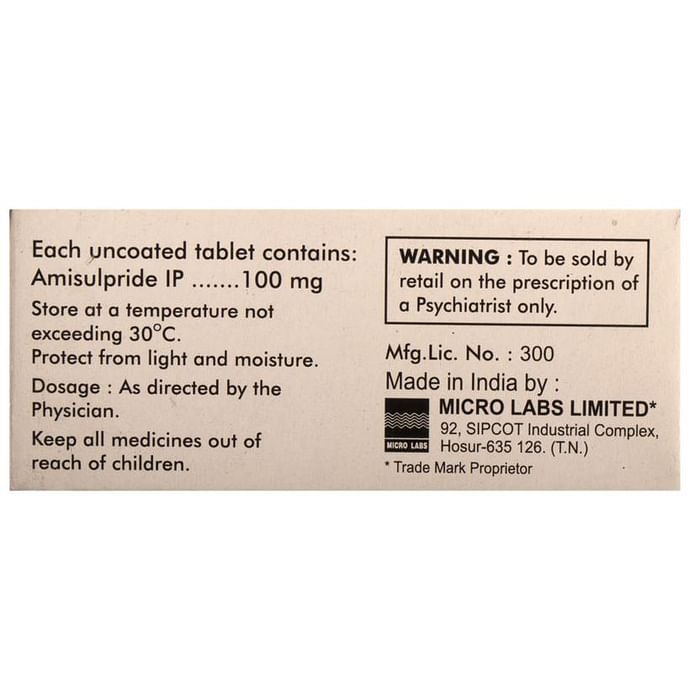 Each uncoated tablet contains:
Amisulpride IP .......100 mg
Store at a temperature not
exceeding 30°C.
Protect from light and moisture.
Dosage : As directed by the
Physician.
Keep all medicines out of
reach of children.
WARNING : To be sold by
retail on the prescription of
a Psychiatrist only.
Mfg.Lic. No. : 300
Made in India by :
MICRO LABS LIMITED*
92, SIPCOT Industrial Complex,
Hosur-635 126. (T.N.)
MICRO LABS
* Trade Mark Proprietor